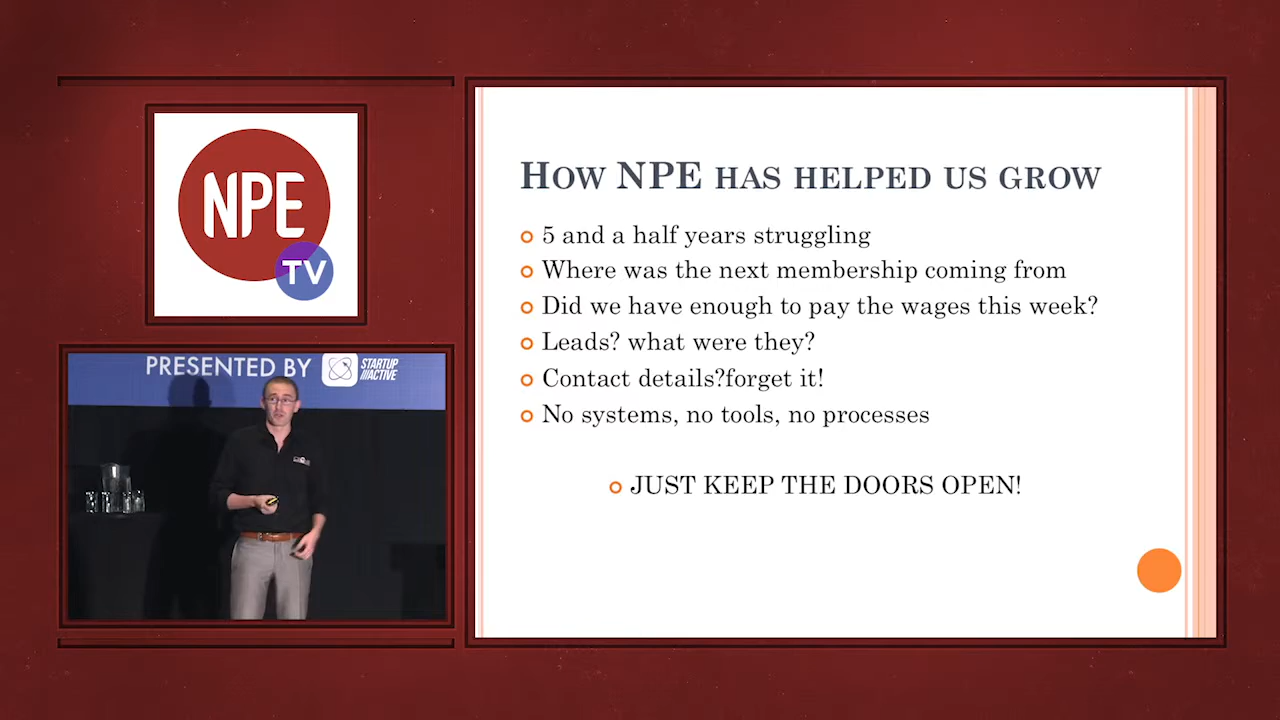 NPE
TV
PRESENTED BY
STARTUP
///ACTIVE
How NPE has helped us grow
5 and a half years struggling
Where was the next membership coming from
Did we have enough to pay the wages this week?
Leads? what were they?
Contact details?forget it!
No systems, no tools, no processes
JUST KEEP THE DOORS OPEN!